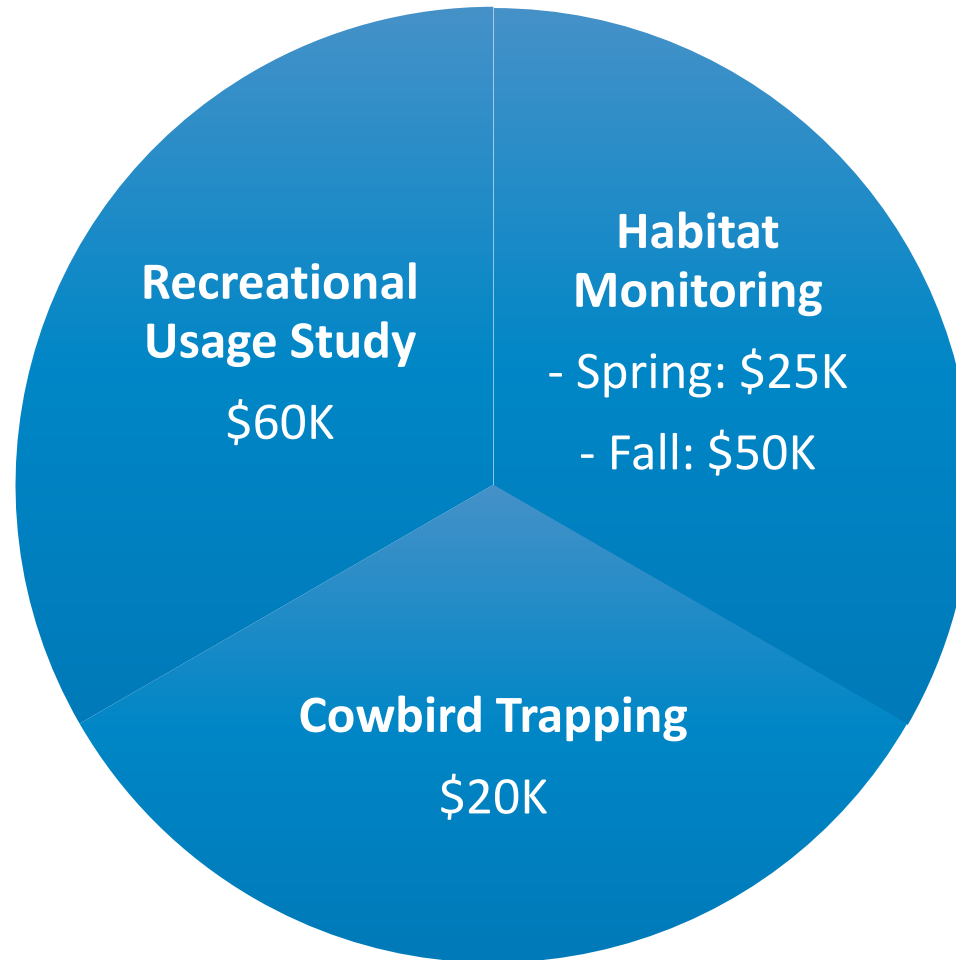 Recreational
Usage Study
$60K
Habitat
Monitoring
- Spring: $25K
- Fall: $50K
Cowbird Trapping
$20K